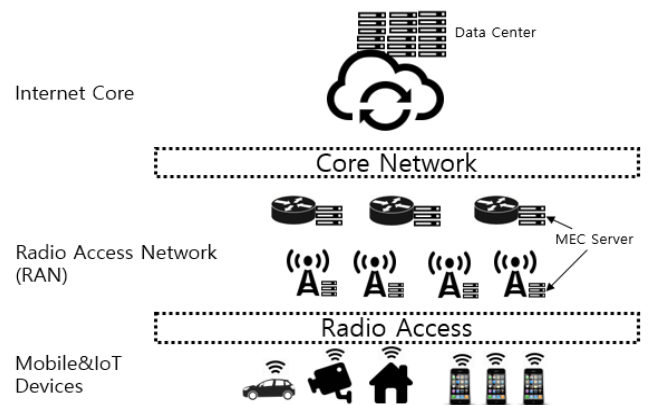 Data Center
Internet Core
Core Network
MEC Server
Radio Access Network
(RAN)
Radio Access
Mobile&IoT
Devices